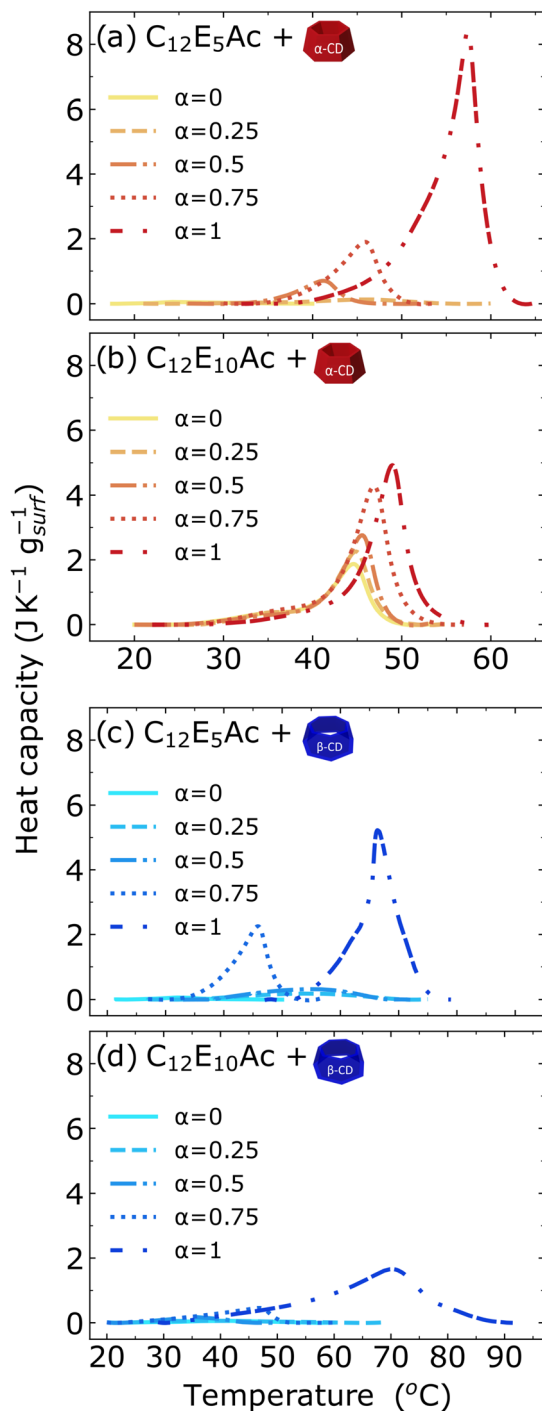 Heat capacity (J K⁻¹ g⁻¹surf)
(a) C₁₂E₅Ac +
α-CD
α=0
α=0.25
α=0.5
α=0.75
α=1
8
6
4
2
0
(b) C₁₂E₁₀Ac +
α-CD
α=0
α=0.25
α=0.5
α=0.75
α=1
8
6
4
2
0
20 30 40 50 60
(c) C₁₂E₅Ac +
β-CD
α=0
α=0.25
α=0.5
α=0.75
α=1
8
6
4
2
0
(d) C₁₂E₁₀Ac +
β-CD
α=0
α=0.25
α=0.5
α=0.75
α=1
8
6
4
2
0
20 30 40 50 60 70 80 90
Temperature (°C)